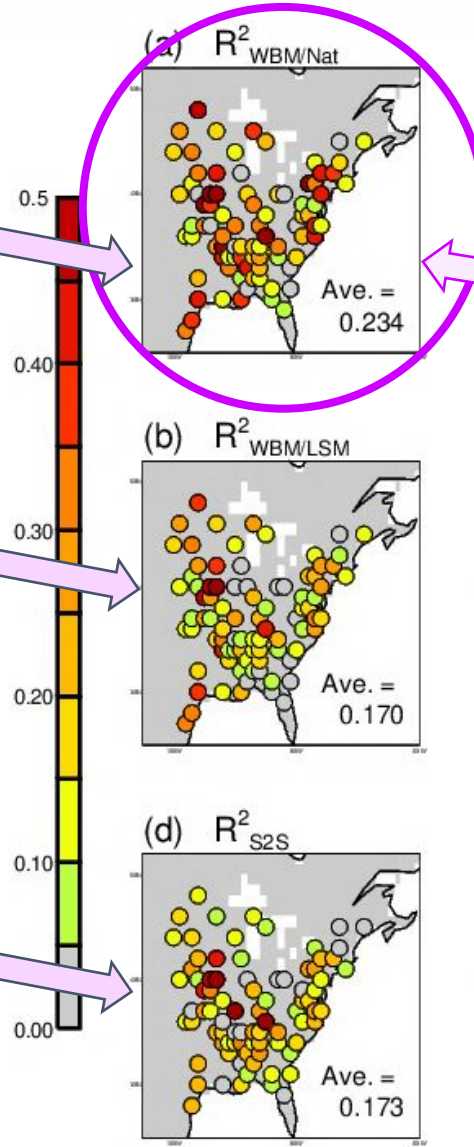 (a) R²WBM/Nat
Ave. =
0.234
0.5
0.40
0.30
0.20
0.10
0.00
(b) R²WBM/LSM
Ave. =
0.170
(d) R²S2S
Ave. =
0.173